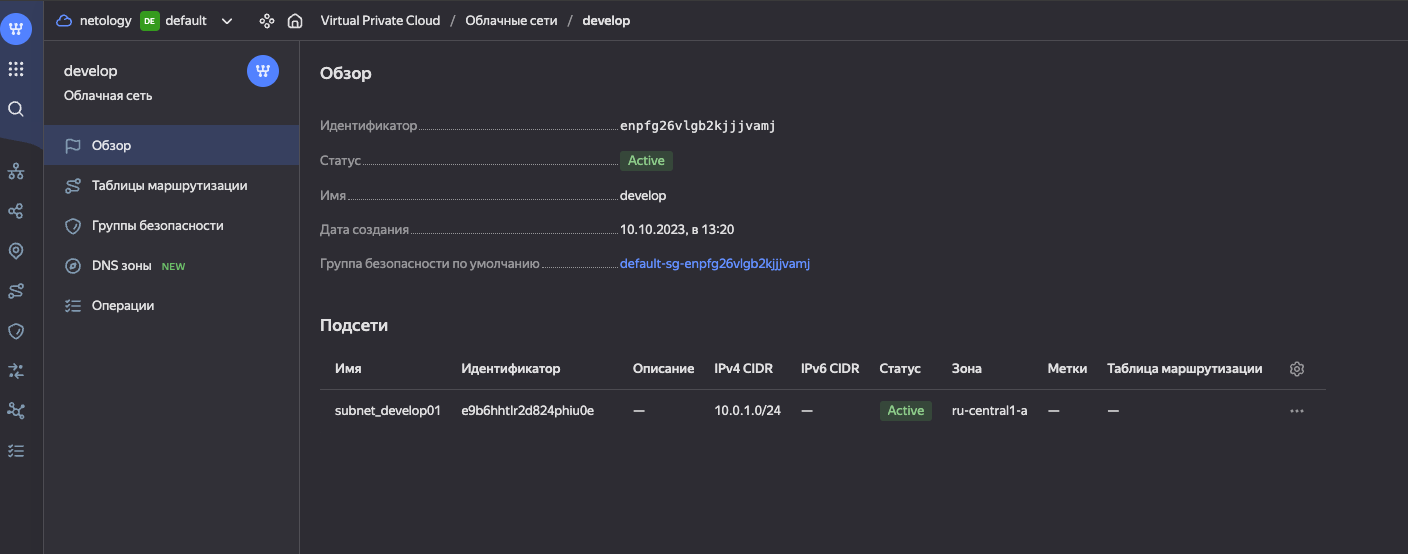 netology DE default Virtual Private Cloud / Облачные сети / develop
develop
Облачная сеть
Обзор
Таблицы маршрутизации
Группы безопасности
DNS зоны NEW
Операции
Обзор
Идентификатор enpfg26vlgb2kjjjvamj
Статус Active
Имя develop
Дата создания 10.10.2023, в 13:20
Группа безопасности по умолчанию default-sg-enpfg26vlgb2kjjjvamj
Подсети
Имя Идентификатор Описание IPv4 CIDR IPv6 CIDR Статус Зона Метки Таблица маршрутизации
subnet_develop01 e9b6hhtlr2d824phiu0e — 10.0.1.0/24 — Active ru-central1-a — —